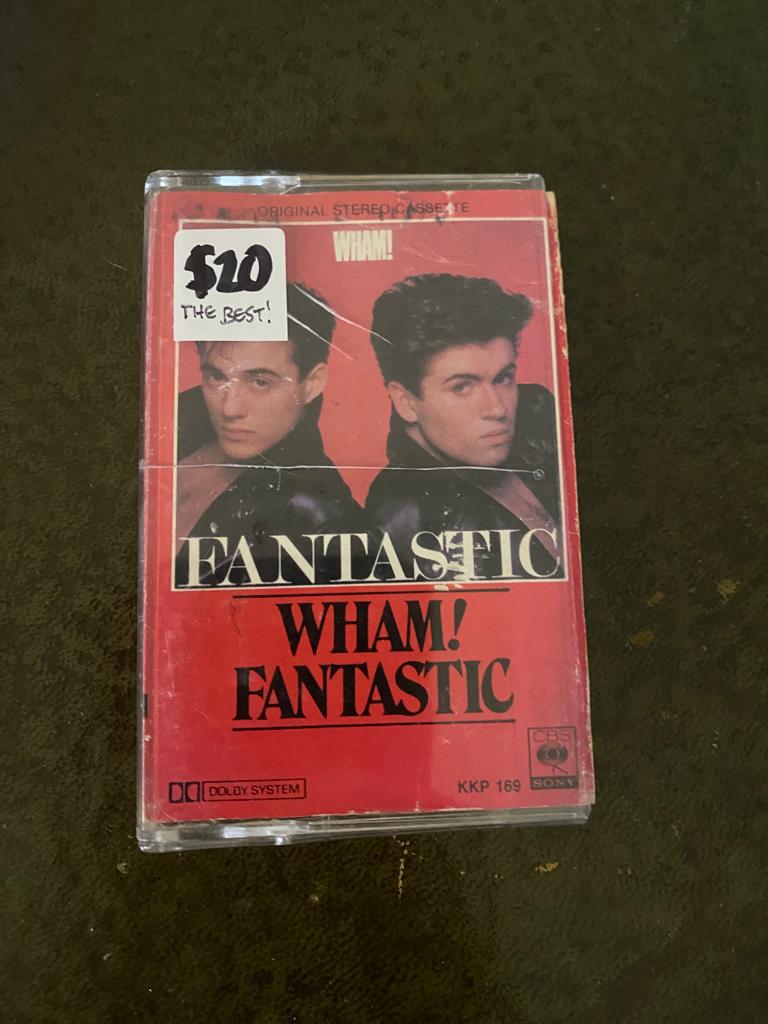 ORIGINAL STEREO CASSETTE
WHAM!
$20
THE BEST!
FANTASTIC
WHAM!
FANTASTIC
DOLBY SYSTEM
KKP 169
CBS
SONY